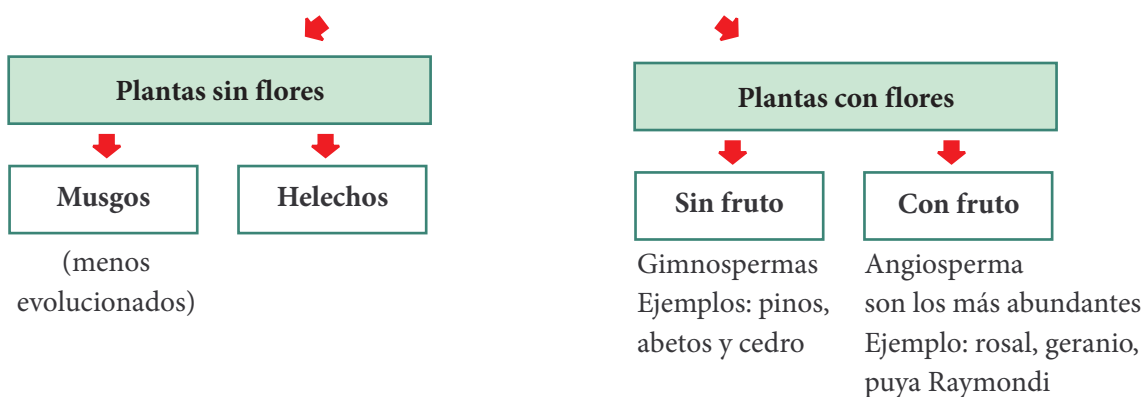 Plantas sin flores
Musgos
Helechos
(menos
evolucionados)
Plantas con flores
Sin fruto
Gimnospermas
Ejemplos: pinos,
abetos y cedro
Con fruto
Angiosperma
son los más abundantes
Ejemplo: rosal, geranio,
puya Raymondi